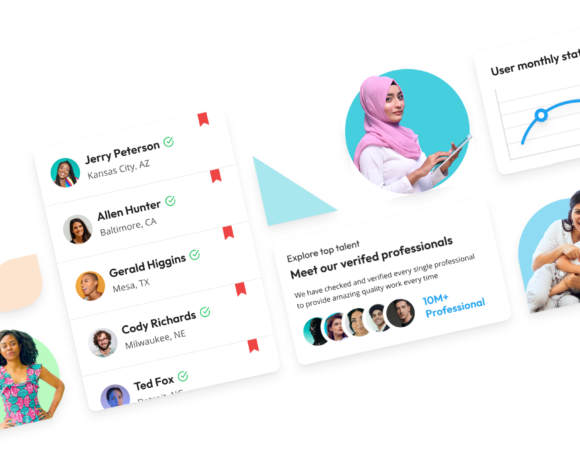 Jerry Peterson
Kansas City, AZ
Allen Hunter
Baltimore, CA
Gerald Higgins
Mesa, TX
Cody Richards
Milwaukee, NE
Ted Fox
Explore top talent
Meet our verifed professionals
We have checked and verified every single professional
to provide amazing quality work every time
10M+
Professional
User monthly stat